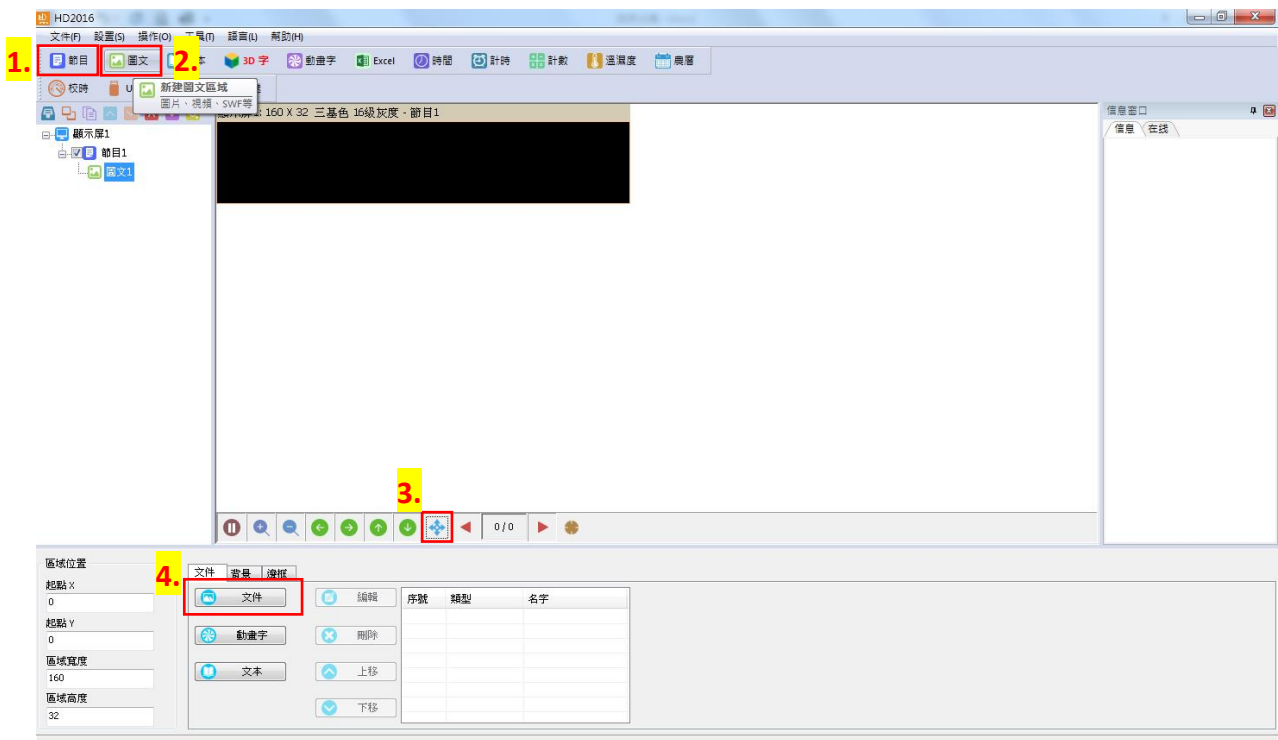 HD2016
文件(F) 設置(S) 操作(O) 工具(T) 語言(L) 幫助(H)
1. 節目 圖文 2. 3D 字 動畫字 Excel 時間 計時 計數 溫濕度 農曆
校時 U 新建圖文區域
圖片、視頻、SWF等
160 X 32 三基色 16級灰度 - 節目1
信息窗口
信息 在线
顯示屏1
節目1
圖文1
3.
0 / 0
區域位置
起點 X
0
起點 Y
0
區域寬度
160
區域高度
32
4. 文件 背景 邊框
文件 編輯 序號 類型 名字
動畫字 刪除
文本 上移
下移